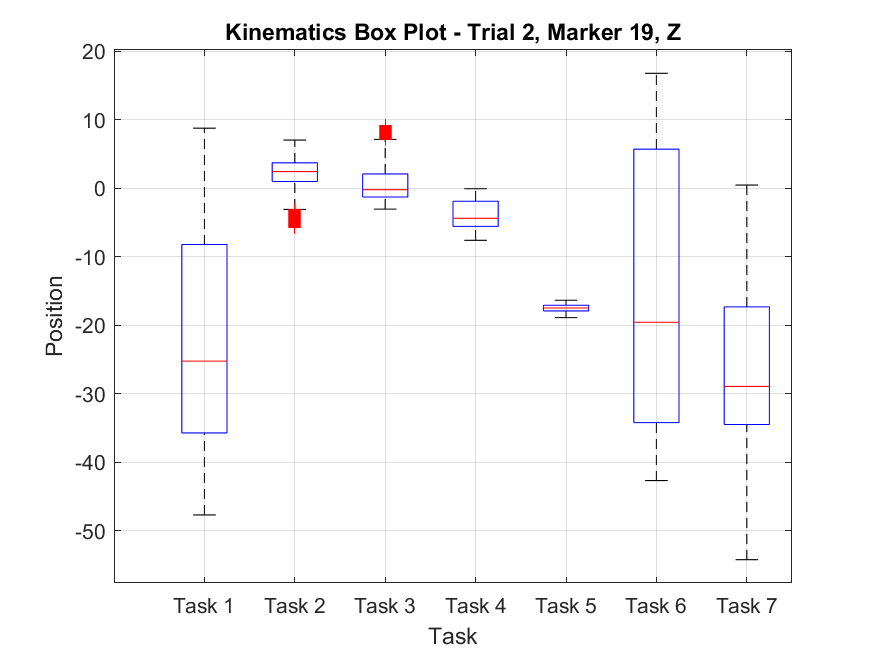 Kinematics Box Plot - Trial 2, Marker 19, Z
20
10
0
-10
-20
-30
-40
-50
Position
Task 1 Task 2 Task 3 Task 4 Task 5 Task 6 Task 7
Task